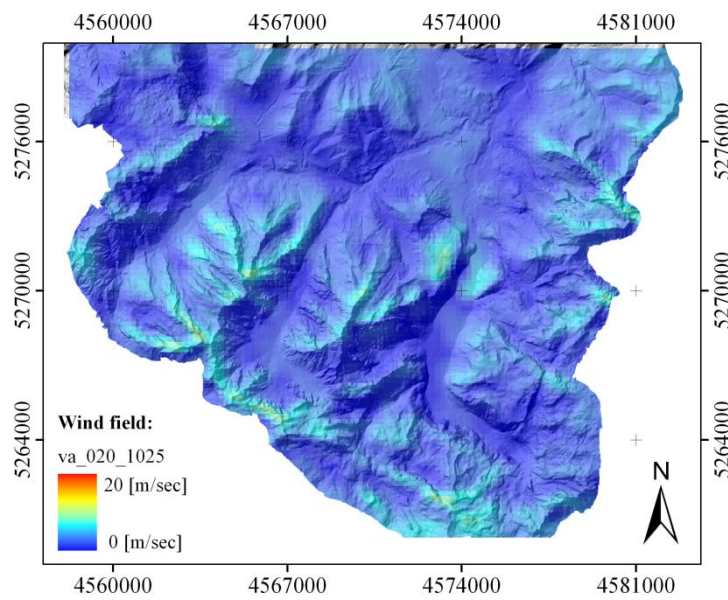 4560000 4567000 4574000 4581000
5276000 5276000
5270000 5270000
5264000 5264000
Wind field:
va_020_1025
20 [m/sec]
0 [m/sec]
N
4560000 4567000 4574000 4581000